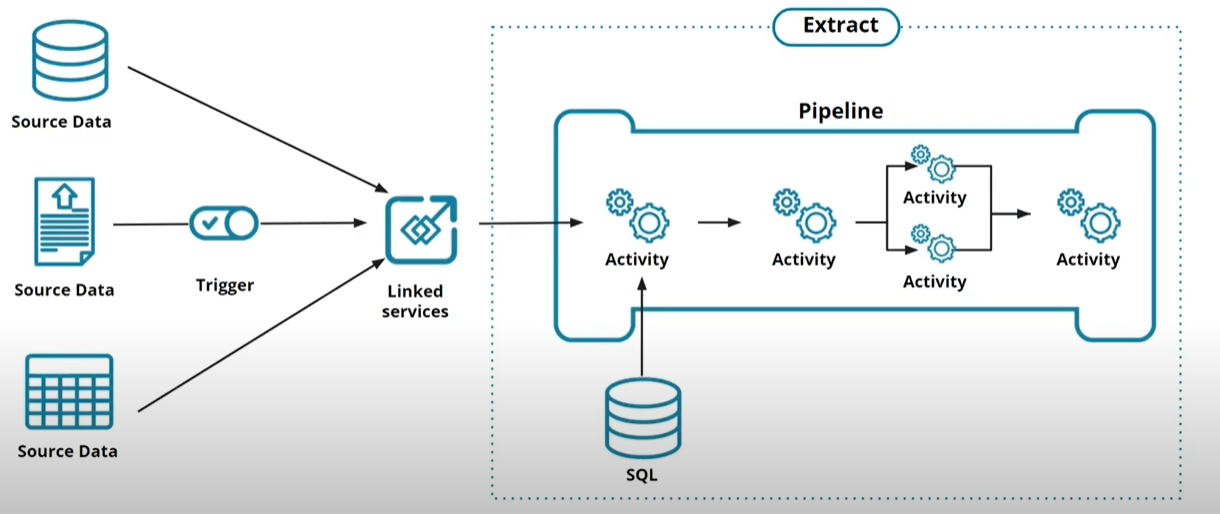 Extract
Source Data
Pipeline
Activity
Activity
Activity
Activity
Activity
Source Data
Trigger
Linked
services
Source Data
SQL